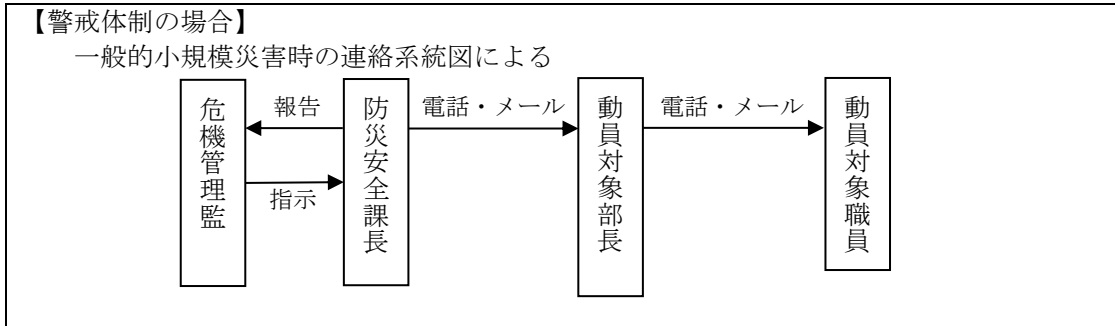 【警戒体制の場合】
一般的小規模災害時の連絡系統図による
危機管理監
報告
指示
防災安全課長
電話・メール
動員対象部長
電話・メール
動員対象職員